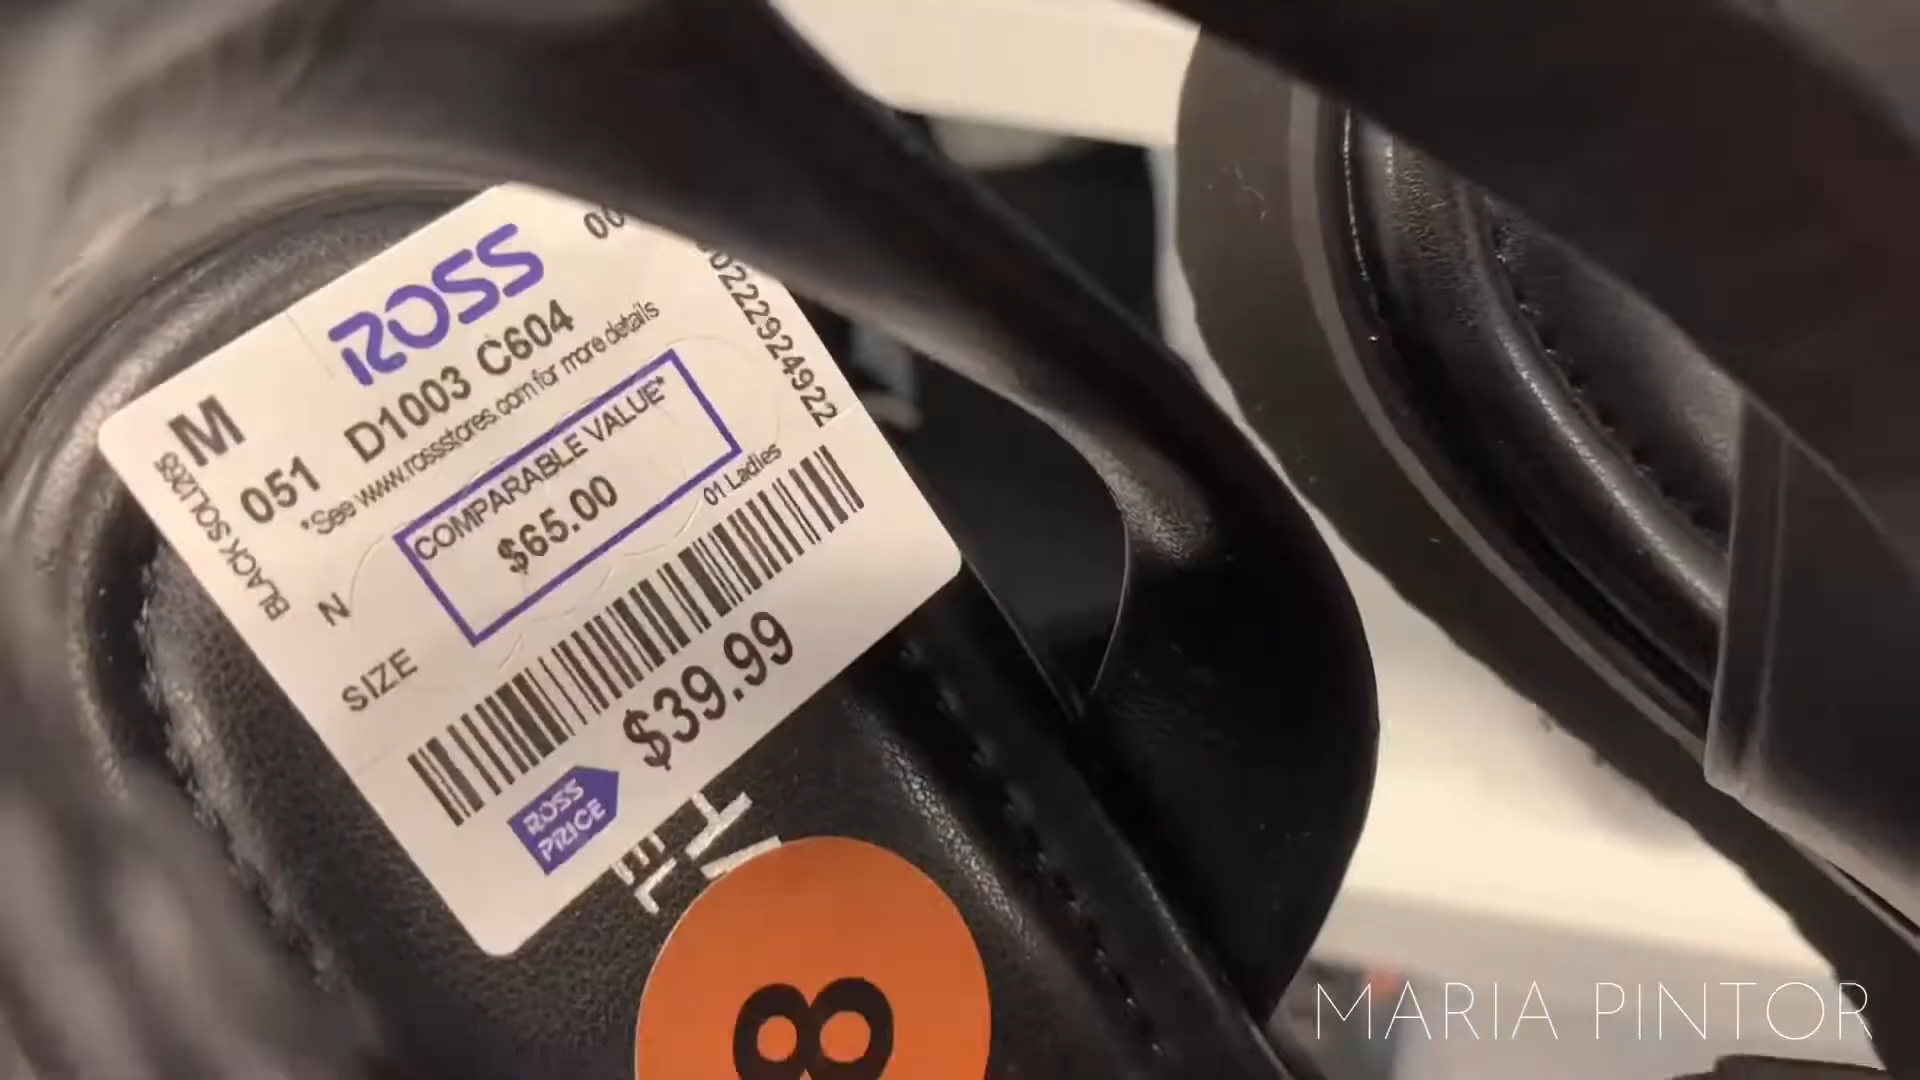 ROSS
M
051 D1003 C604
*See www.rossstores.com for more details
COMPARABLE VALUE*
$65.00
01 Ladies
N
SIZE
$39.99
ROSS
PRICE
8
MARIA PINTOR